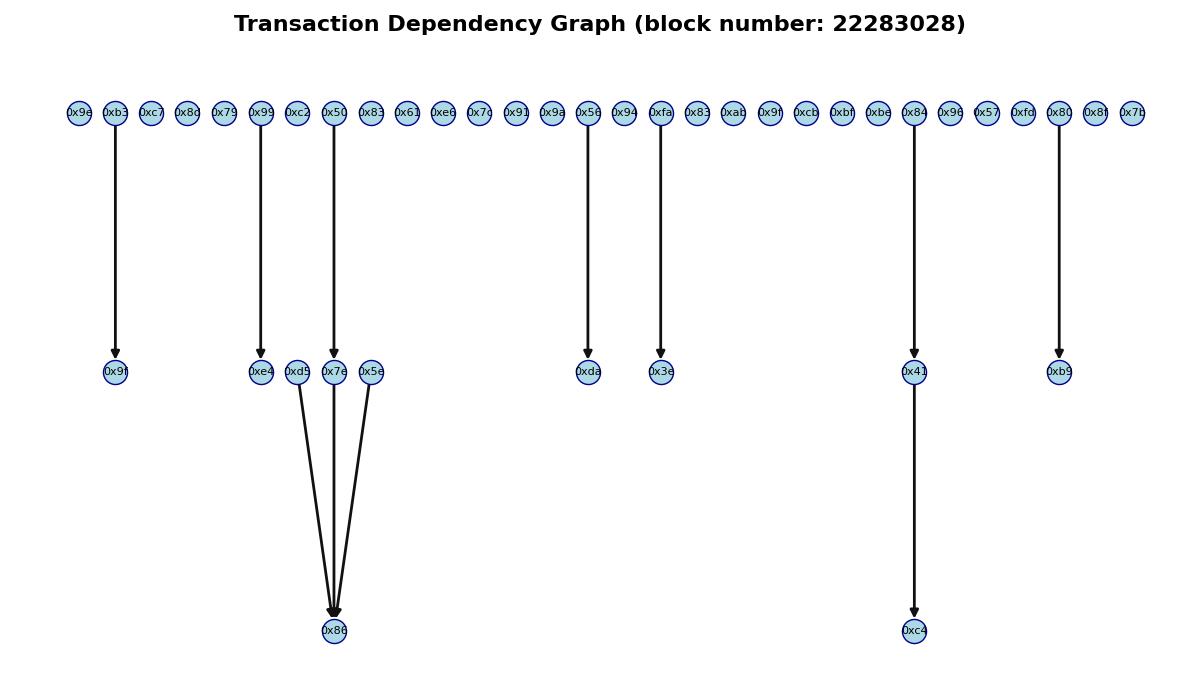 Transaction Dependency Graph (block number: 22283028)
0x9e 0xb3 0xc7 0x8d 0x79 0x99 0xc2 0x50 0x83 0x61 0xe6 0x7c 0x91 0x9a 0x56 0x94 0xfa 0x83 0xab 0x9f 0xcb 0xbf 0xbe 0x84 0x96 0x57 0xfd 0x80 0x8f 0x7b
0x9f 0xe4 0xd5 0x7e 0x5e 0xda 0x3e 0x41 0xb9
0x86 0xc4